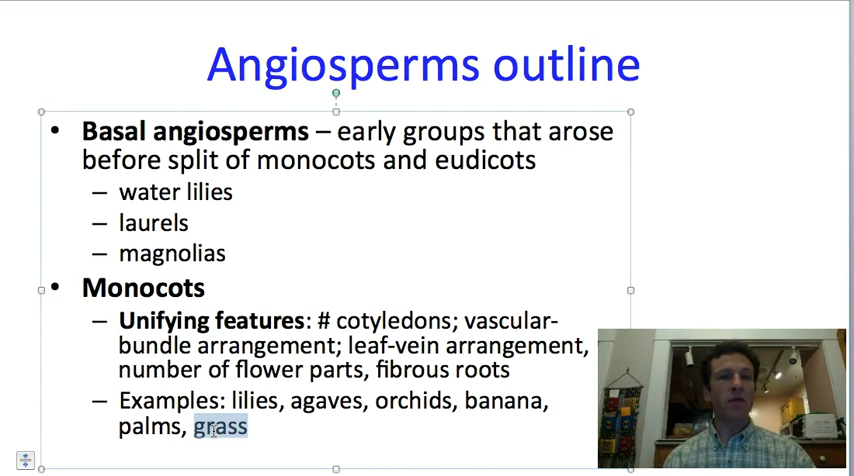 Angiosperms outline
• Basal angiosperms – early groups that arose
before split of monocots and eudicots
– water lilies
– laurels
– magnolias
• Monocots
– Unifying features: # cotyledons; vascular-
bundle arrangement; leaf-vein arrangement,
number of flower parts, fibrous roots
– Examples: lilies, agaves, orchids, banana,
palms, grass